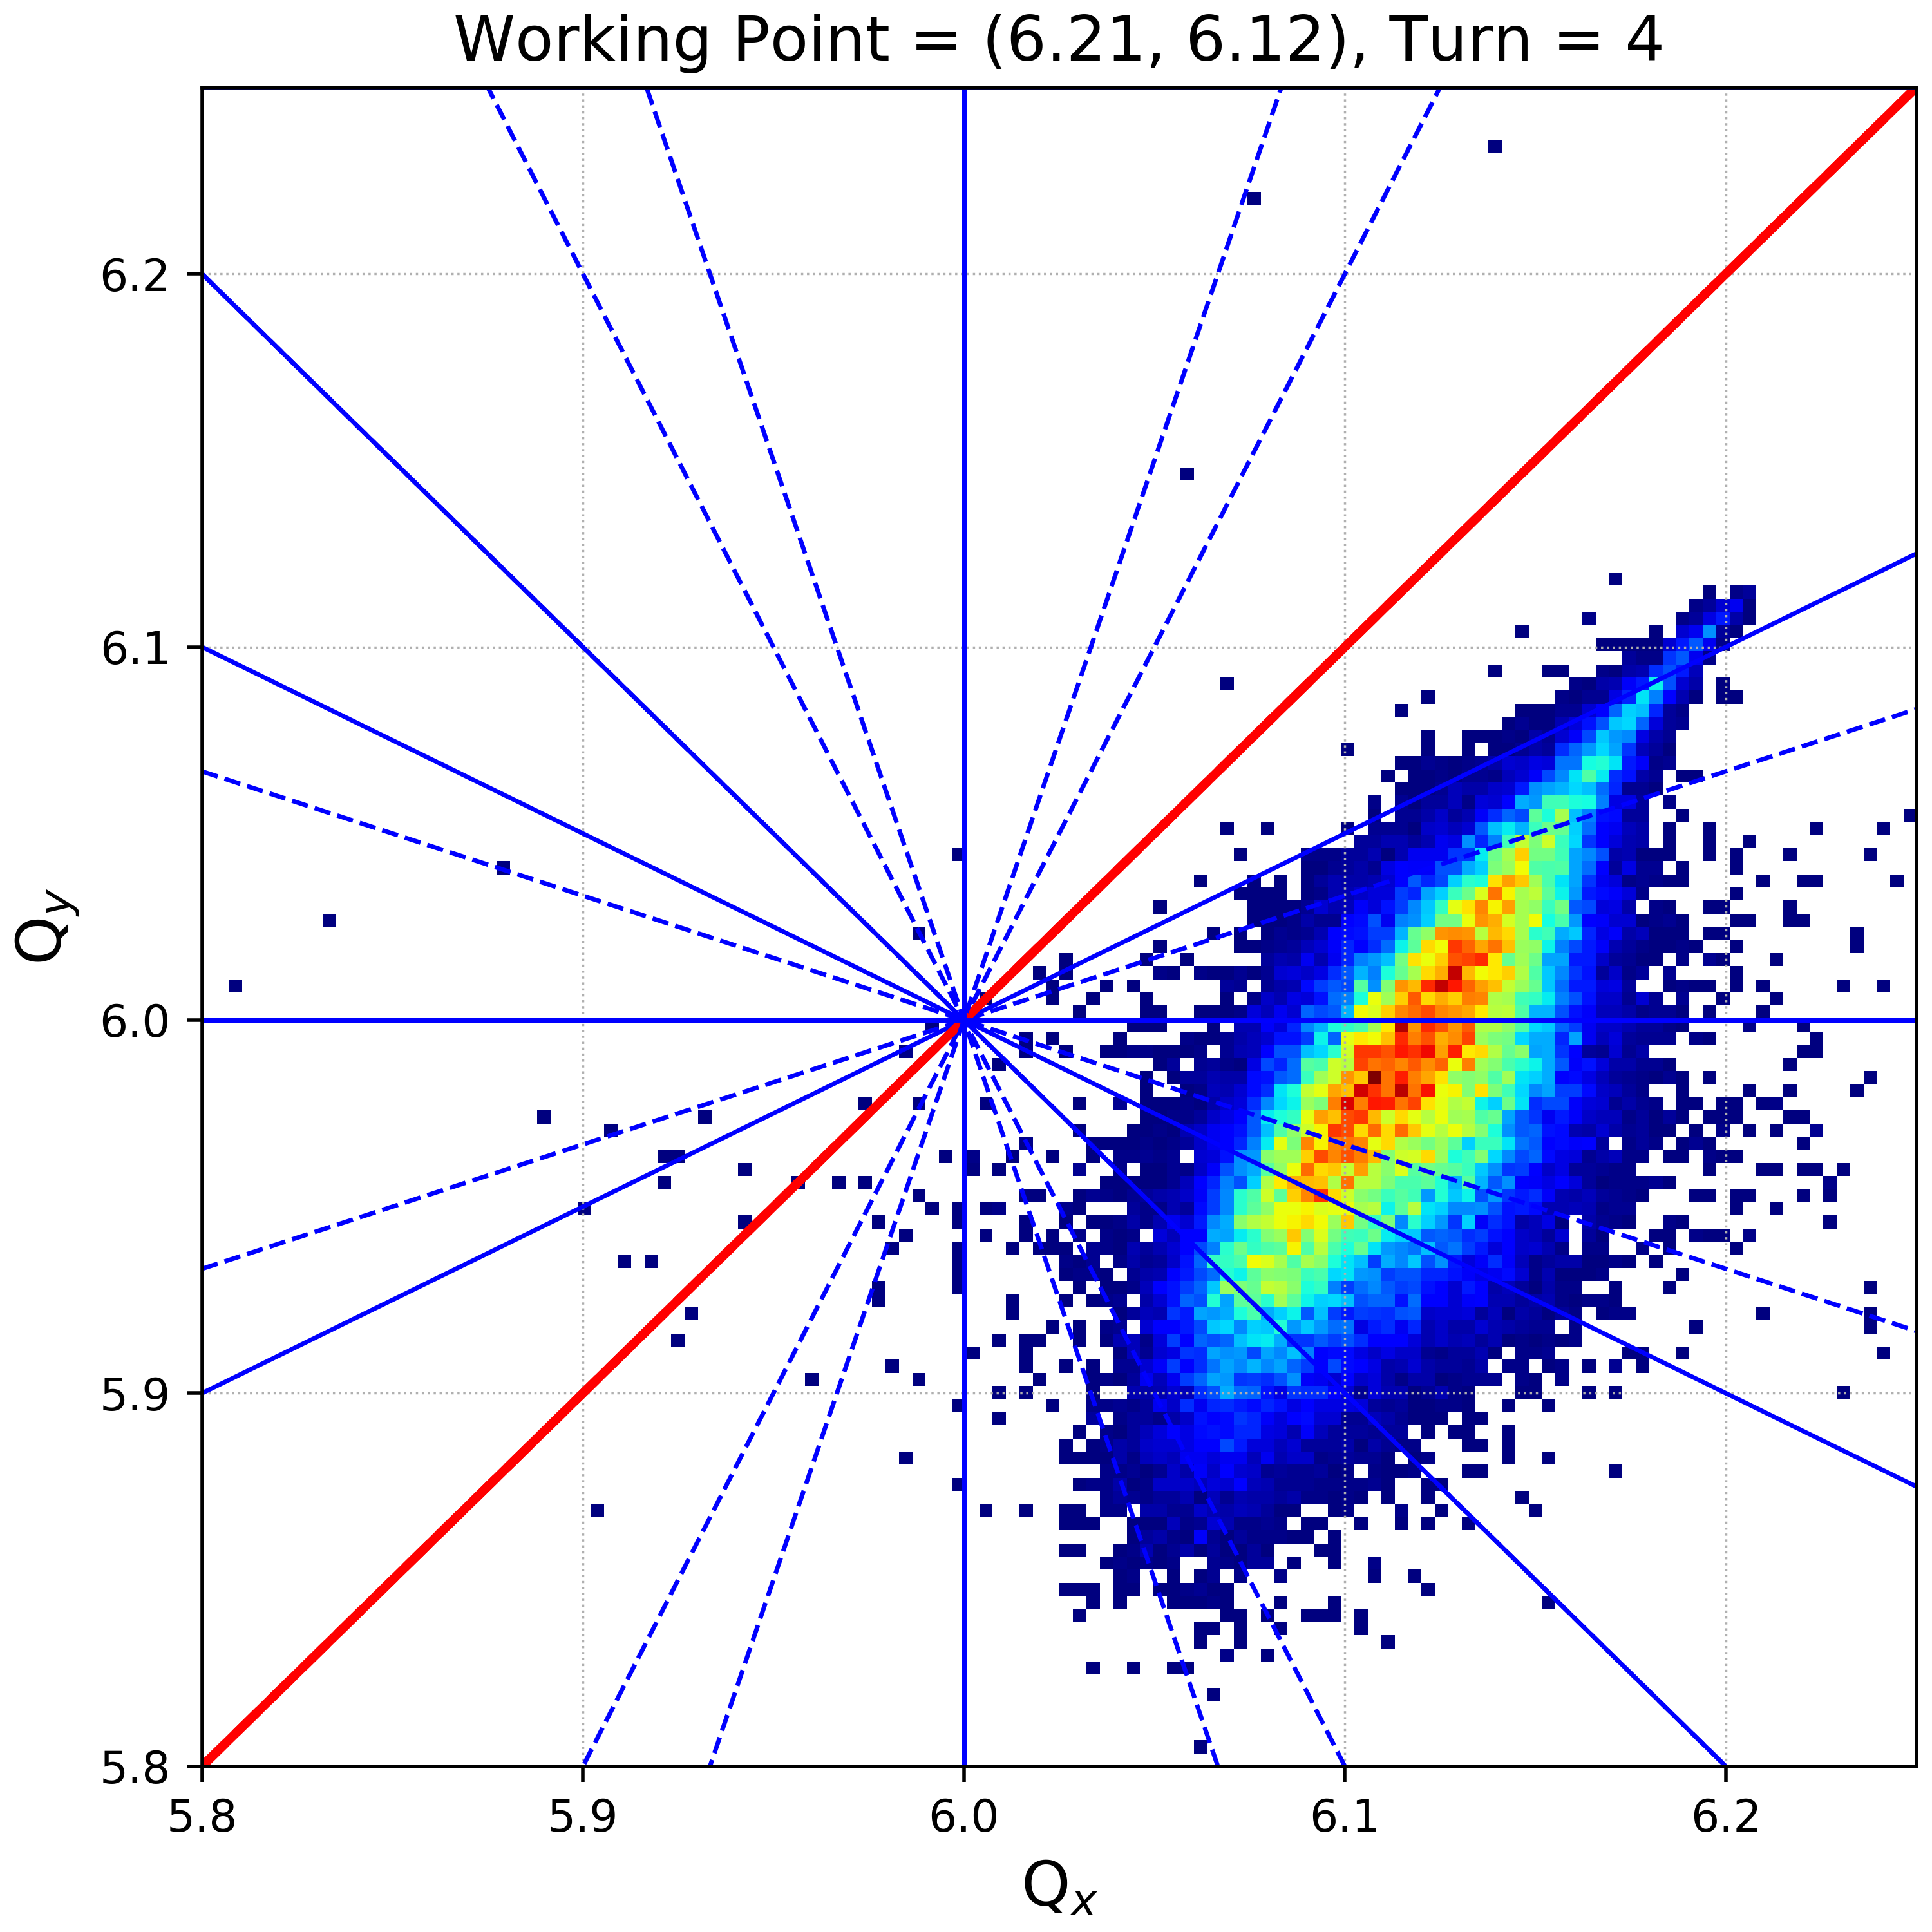 Working Point = (6.21, 6.12), Turn = 4
6.2
6.1
6.0
5.9
5.8
Qy
5.8 5.9 6.0 6.1 6.2
Qx